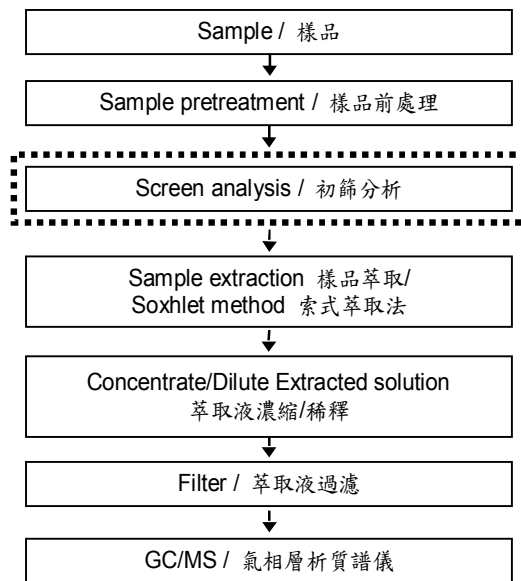 Sample / 樣品
Sample pretreatment / 樣品前處理
Screen analysis / 初篩分析
Sample extraction 樣品萃取/
Soxhlet method 索式萃取法
Concentrate/Dilute Extracted solution
萃取液濃縮/稀釋
Filter / 萃取液過濾
GC/MS / 氣相層析質譜儀